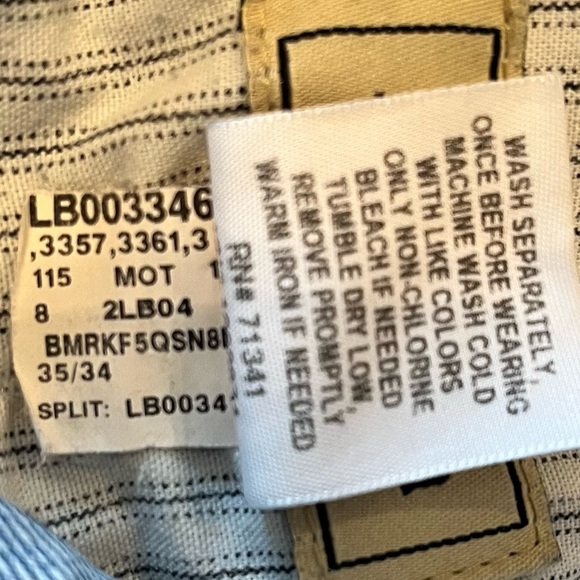 LB003346
,3357,3361,3
115 MOT 1
8 2LB04
BMRKF5QSN8
35/34
SPLIT: LB0034
WASH SEPARATELY,
ONCE BEFORE WEARING
MACHINE WASH COLD
WITH LIKE COLORS
ONLY NON-CHLORINE
BLEACH IF NEEDED
TUMBLE DRY LOW,
REMOVE PROMPTLY
WARM IRON IF NEEDED
RN# 71341